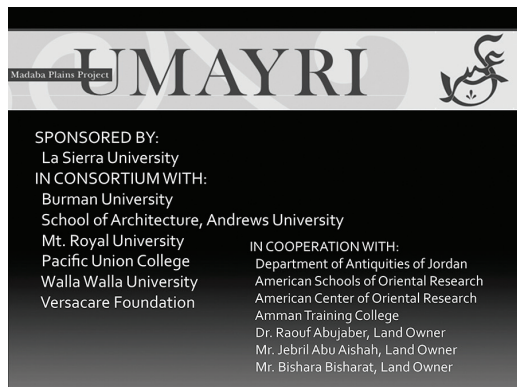 Madaba Plains Project
UMAYRI
SPONSORED BY:
La Sierra University
IN CONSORTIUM WITH:
Burman University
School of Architecture, Andrews University
Mt. Royal University
Pacific Union College
Walla Walla University
Versacare Foundation
IN COOPERATION WITH:
Department of Antiquities of Jordan
American Schools of Oriental Research
American Center of Oriental Research
Amman Training College
Dr. Raouf Abujaber, Land Owner
Mr. Jebril Abu Aishah, Land Owner
Mr. Bishara Bisharat, Land Owner